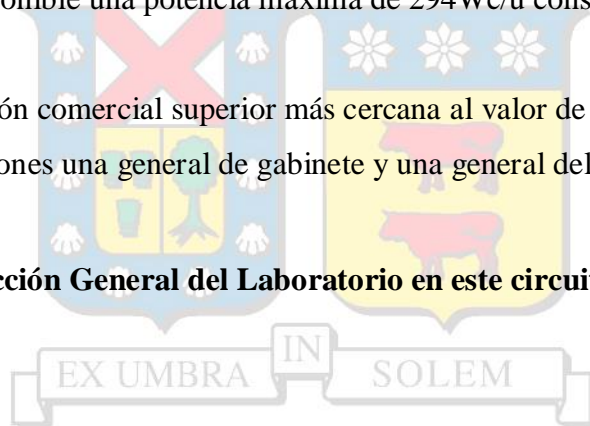 onible una potencia máxima de 294Wc/u cons
ón comercial superior más cercana al valor de
ones una general de gabinete y una general del
cción General del Laboratorio en este circui
EX UMBRA IN SOLEM